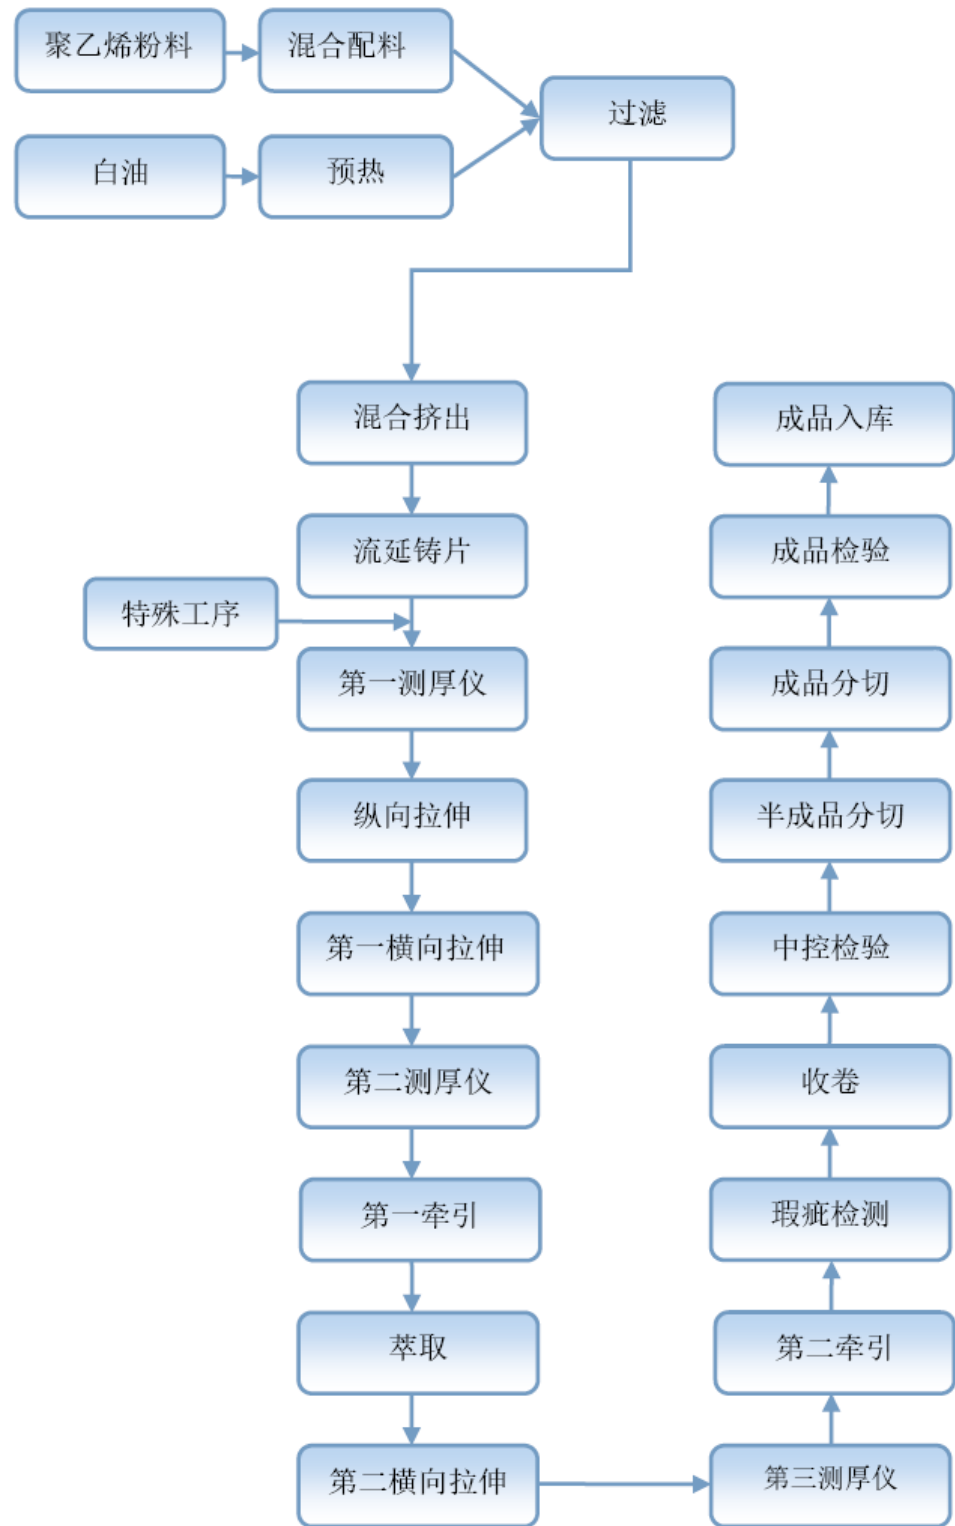 聚乙烯粉料
混合配料
过滤
白油
预热
混合挤出
流延铸片
特殊工序
第一测厚仪
纵向拉伸
第一横向拉伸
第二测厚仪
第一牵引
萃取
第二横向拉伸
第三测厚仪
第二牵引
瑕疵检测
收卷
中控检验
半成品分切
成品分切
成品检验
成品入库